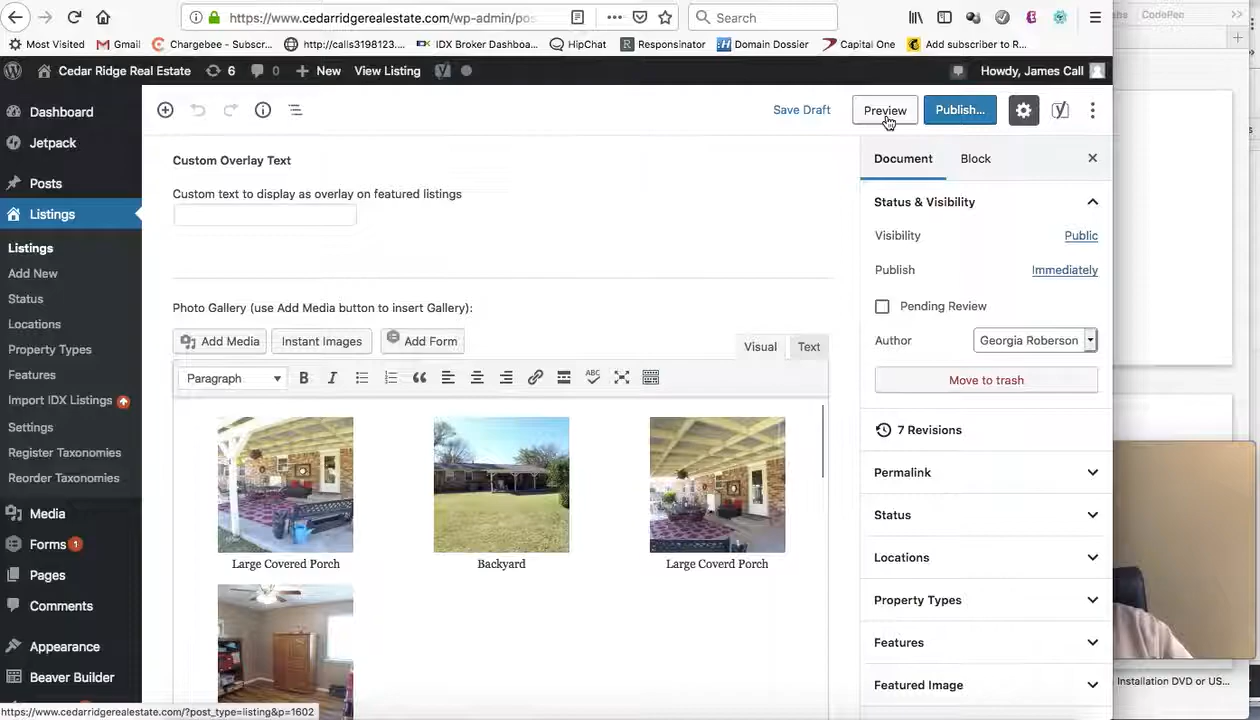 https://www.cedarridgerealestate.com/wp-admin/pos
Search
abs
CodePen
Most Visited
Gmail
Chargebee - Subscr...
http://calls3198123....
IDX Broker Dashboa...
HipChat
Responsinator
Domain Dossier
Capital One
Add subscriber to R...
Cedar Ridge Real Estate
6
0
New
View Listing
Howdy, James Call
Save Draft
Preview
Publish...
Dashboard
Jetpack
Posts
Listings
Listings
Add New
Status
Locations
Property Types
Features
Import IDX Listings
Settings
Register Taxonomies
Reorder Taxonomies
Media
Forms 1
Pages
Comments
Appearance
Beaver Builder
Custom Overlay Text
Custom text to display as overlay on featured listings
Photo Gallery (use Add Media button to insert Gallery):
Add Media
Instant Images
Add Form
Visual
Text
Paragraph
B
I
ABC
Large Covered Porch
Backyard
Large Coverd Porch
Document
Block
Status & Visibility
Visibility
Public
Publish
Immediately
Pending Review
Author
Georgia Roberson
Move to trash
7 Revisions
Permalink
Status
Locations
Property Types
Features
Featured Image
Installation DVD or US...
https://www.cedarridgerealestate.com/?post_type=listing&p=1602